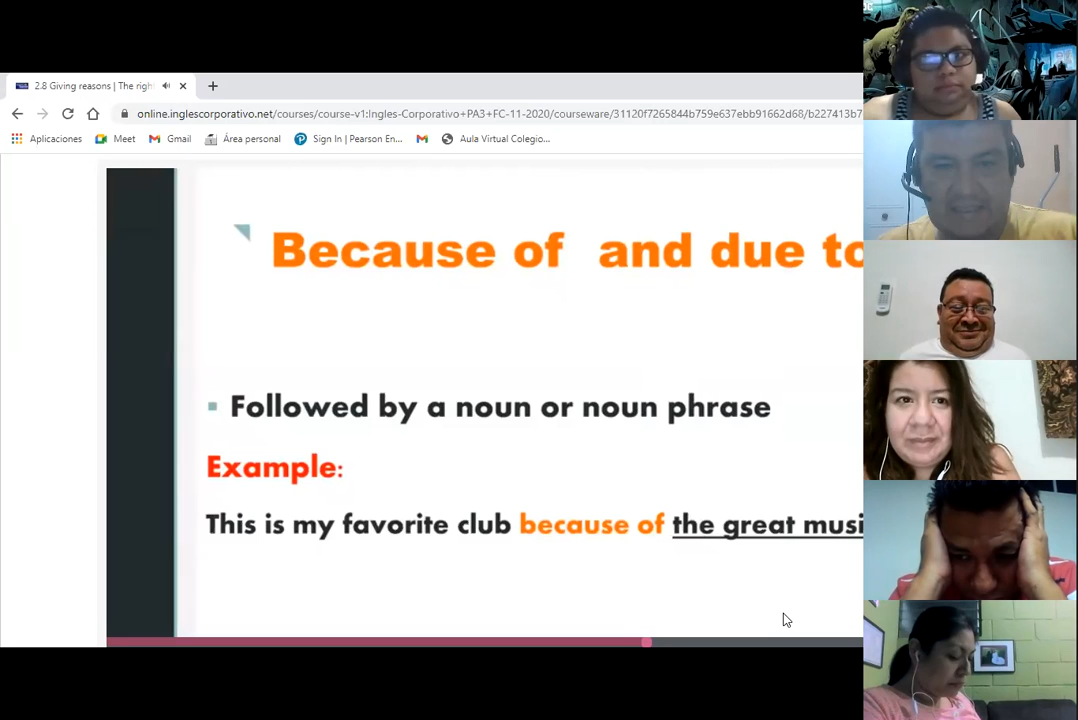 2.8 Giving reasons | The righ
online.inglescorporativo.net/courses/course-v1:Ingles-Corporativo+PA3+FC-11-2020/courseware/31120f7265844b759e637ebb91662d68/b227413b7
Aplicaciones Meet Gmail Área personal Sign In | Pearson En... Aula Virtual Colegio...
Because of and due to
Followed by a noun or noun phrase
Example:
This is my favorite club because of the great musi